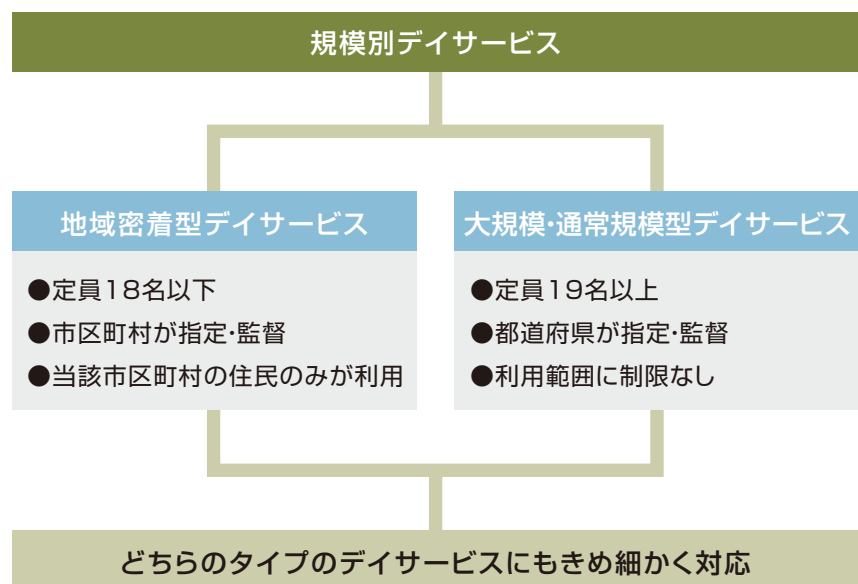 規模別デイサービス
地域密着型デイサービス
●定員18名以下
●市区町村が指定・監督
●当該市区町村の住民のみが利用
大規模・通常規模型デイサービス
●定員19名以上
●都道府県が指定・監督
●利用範囲に制限なし
どちらのタイプのデイサービスにもきめ細かく対応